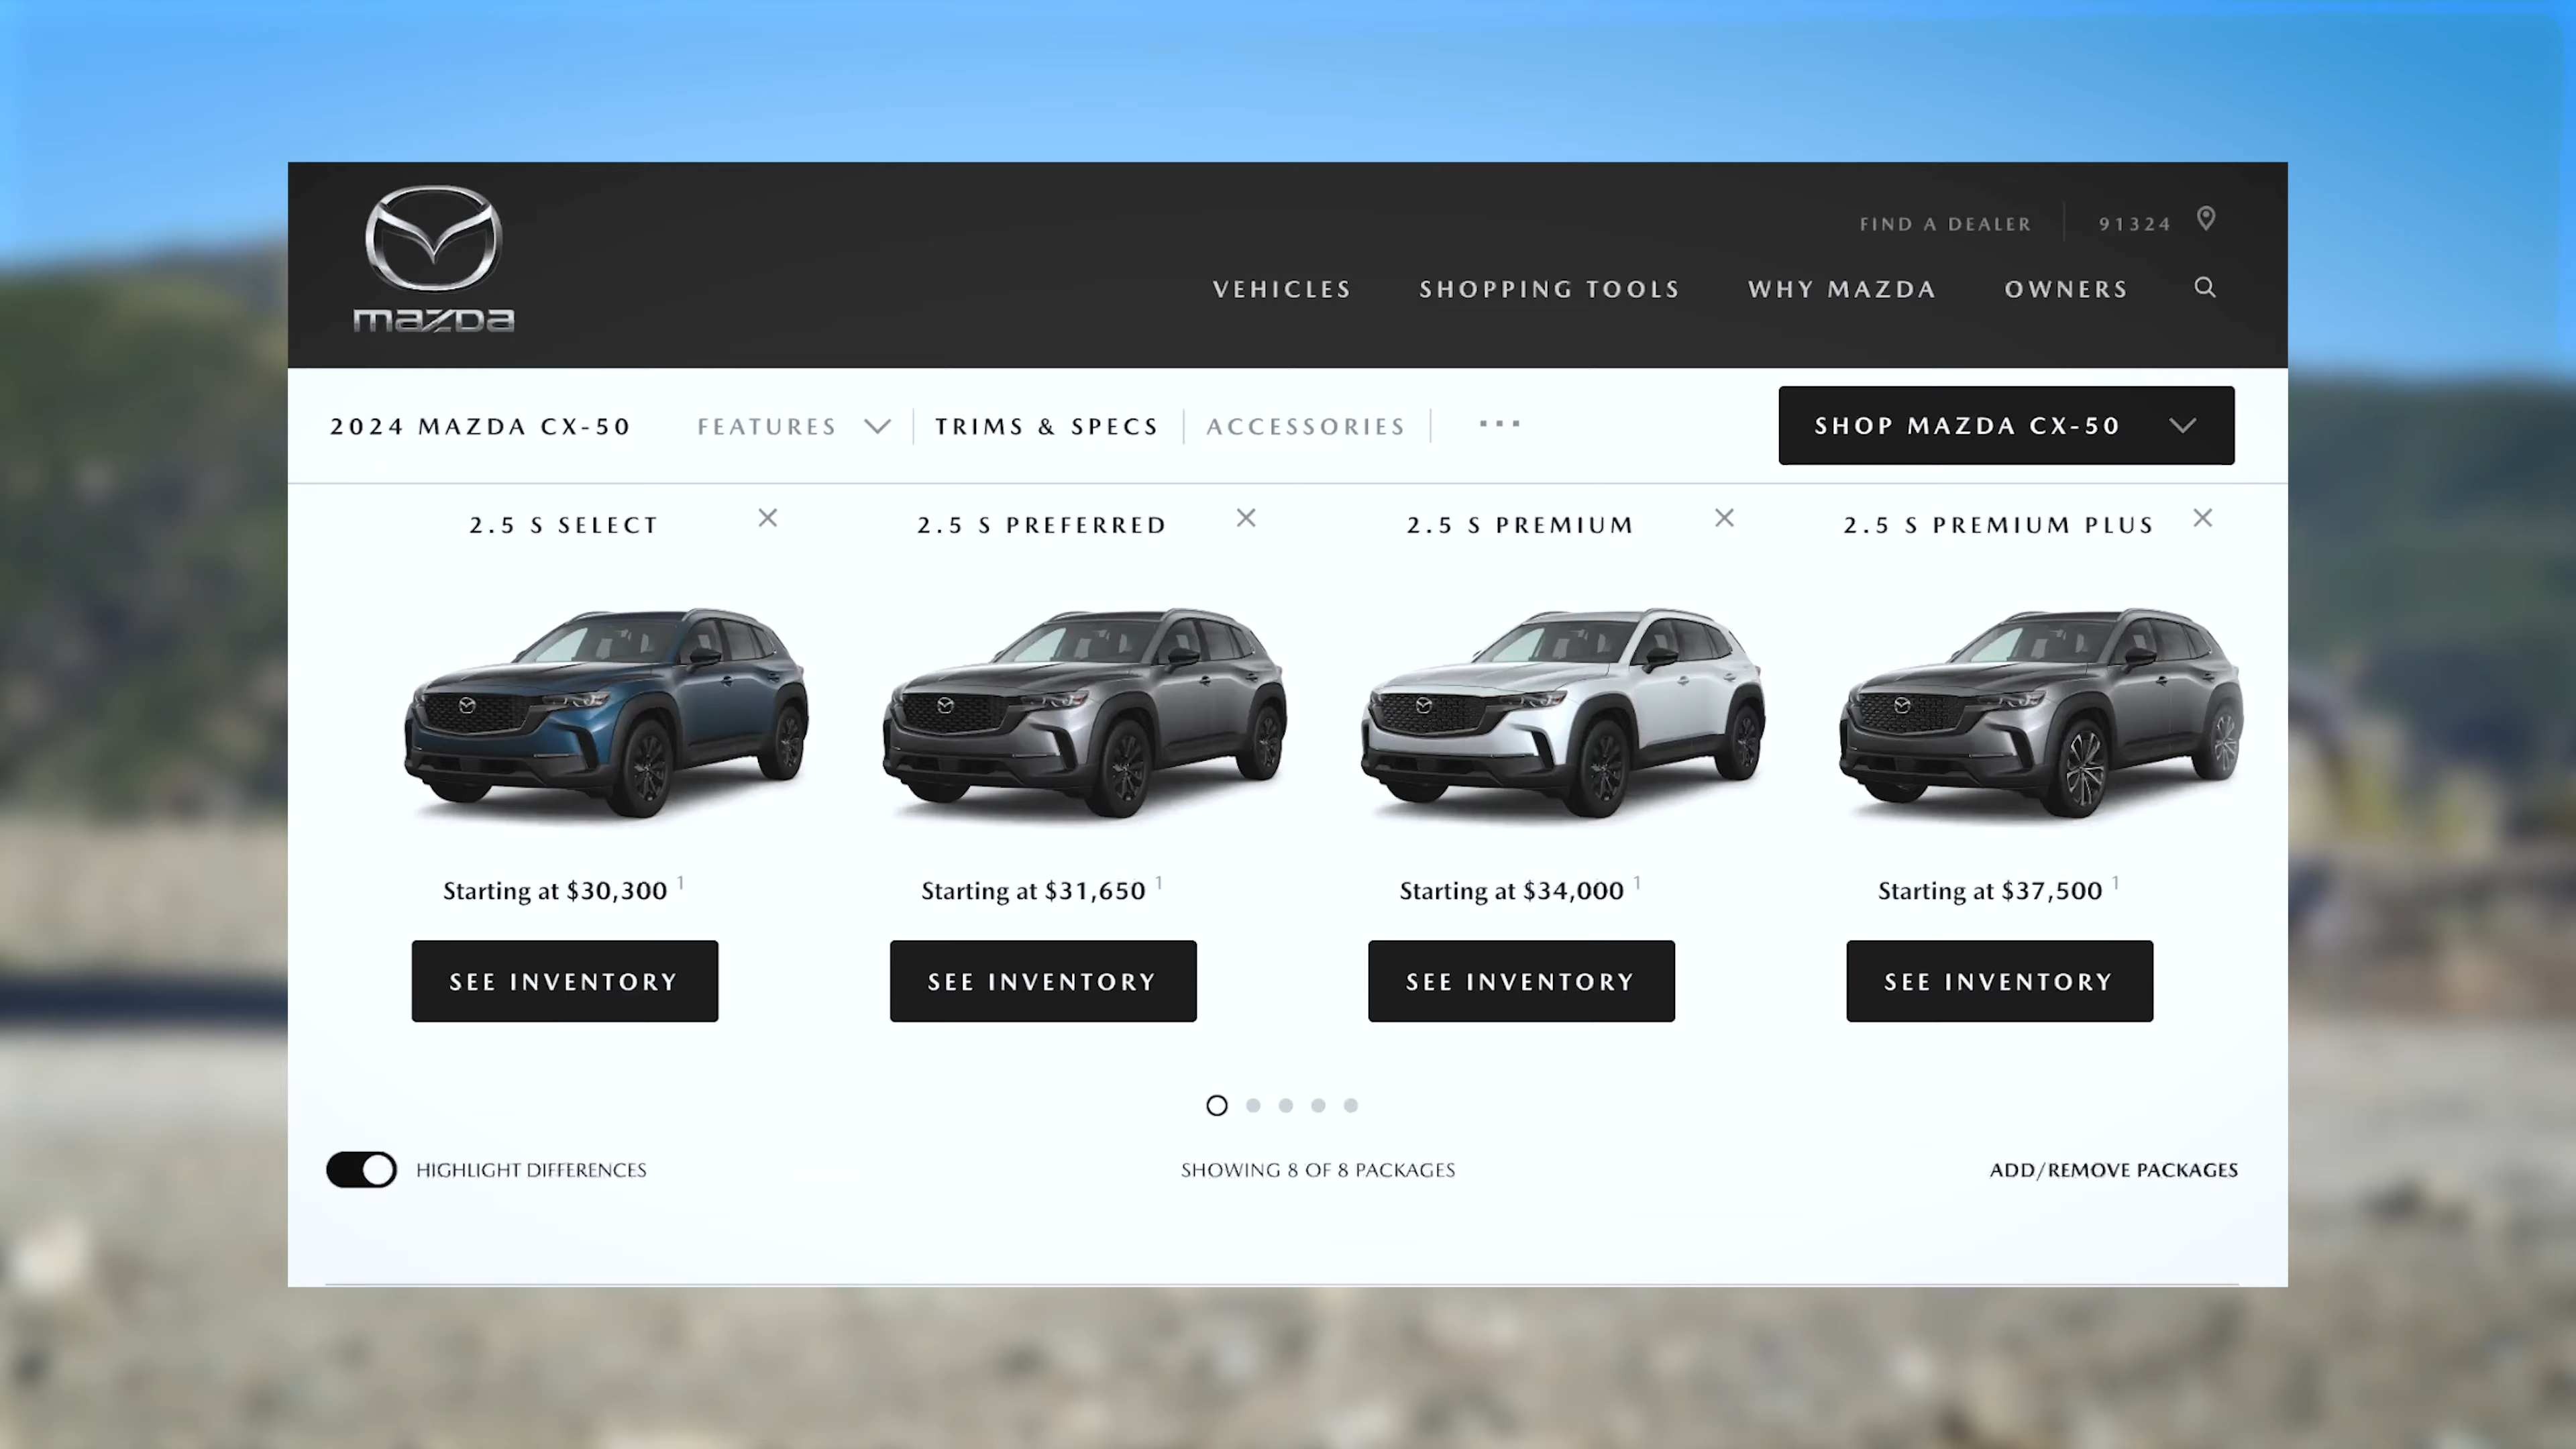 mazda
FIND A DEALER 91324
VEHICLES SHOPPING TOOLS WHY MAZDA OWNERS
2024 MAZDA CX-50 FEATURES TRIMS & SPECS ACCESSORIES ... SHOP MAZDA CX-50
2.5 S SELECT 2.5 S PREFERRED 2.5 S PREMIUM 2.5 S PREMIUM PLUS
Starting at $30,300 1 Starting at $31,650 1 Starting at $34,000 1 Starting at $37,500 1
SEE INVENTORY SEE INVENTORY SEE INVENTORY SEE INVENTORY
HIGHLIGHT DIFFERENCES SHOWING 8 OF 8 PACKAGES ADD/REMOVE PACKAGES